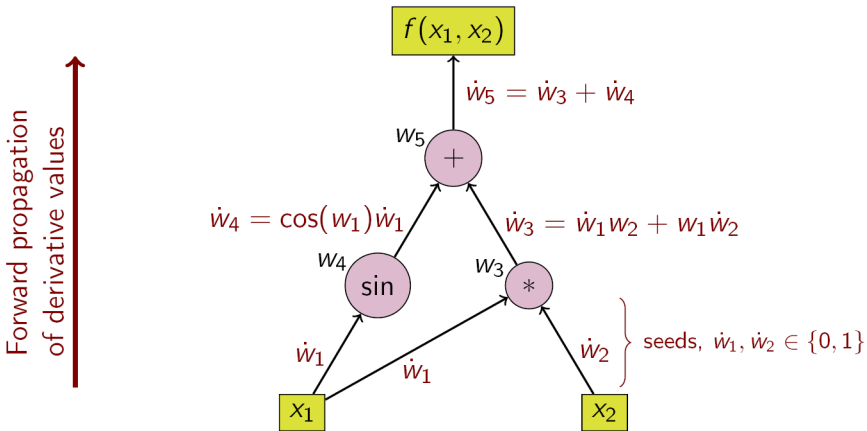 f(x₁, x₂)
ẇ₅ = ẇ₃ + ẇ₄
w₅
+
ẇ₄ = cos(w₁)ẇ₁
ẇ₃ = ẇ₁w₂ + w₁ẇ₂
w₄
sin
w₃
*
ẇ₁
ẇ₁
ẇ₂
seeds, ẇ₁, ẇ₂ ∈ {0, 1}
x₁
x₂
Forward propagation
of derivative values